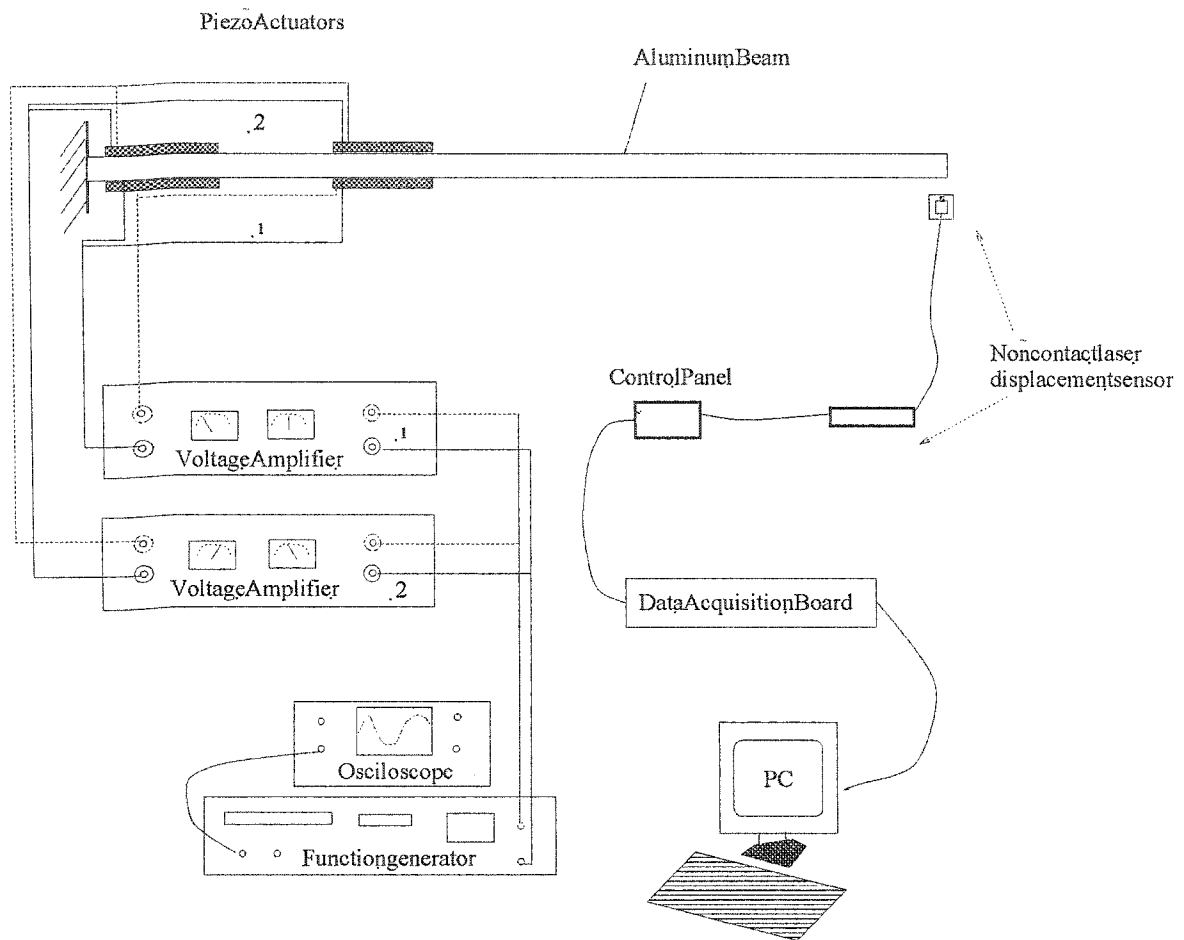 PiezoActuators
AluminumBeam
.2
.1
Noncontactlaser
displacementsensor
ControlPanel
.1
VoltageAmplifier
VoltageAmplifier
.2
DataAcquisitionBoard
Osciloscope
PC
Functiongenerator